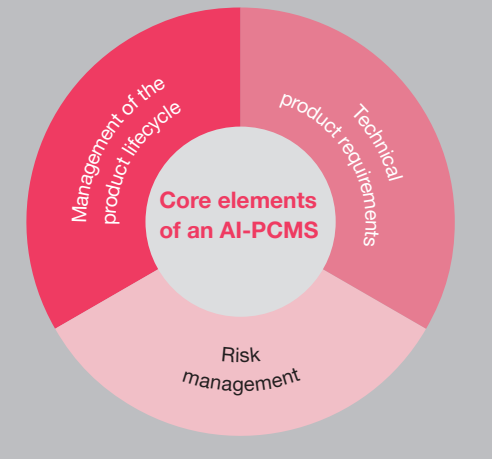 Management of the
product lifecycle
Technical
product requirements
Core elements
of an AI-PCMS
Risk
management